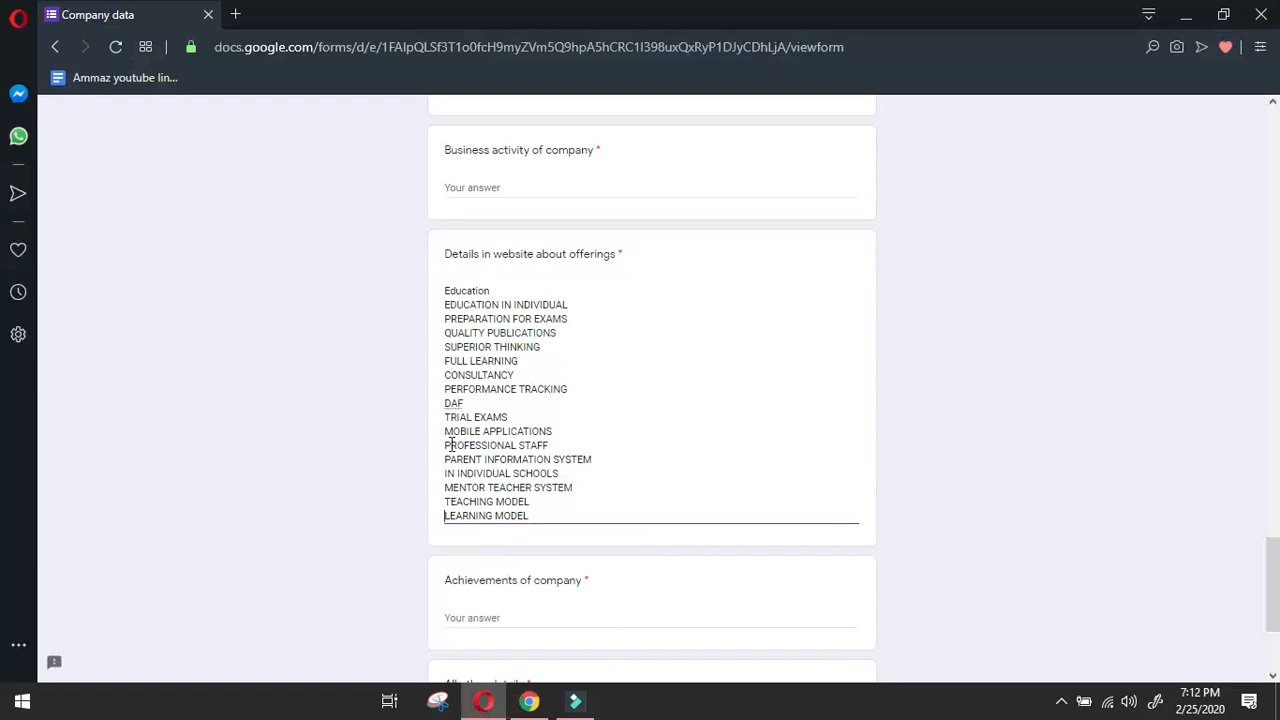 Company data
docs.google.com/forms/d/e/1FAIpQLSf3T1o0fcH9myZVm5Q9hpA5hCRC1I398uxQxRyP1DJyCDhLjA/viewform
Ammaz youtube lin...
Business activity of company *
Your answer
Details in website about offerings *
Education
EDUCATION IN INDIVIDUAL
PREPARATION FOR EXAMS
QUALITY PUBLICATIONS
SUPERIOR THINKING
FULL LEARNING
CONSULTANCY
PERFORMANCE TRACKING
DAF
TRIAL EXAMS
MOBILE APPLICATIONS
PROFESSIONAL STAFF
PARENT INFORMATION SYSTEM
IN INDIVIDUAL SCHOOLS
MENTOR TEACHER SYSTEM
TEACHING MODEL
LEARNING MODEL
Achievements of company *
Your answer
7:12 PM
2/25/2020